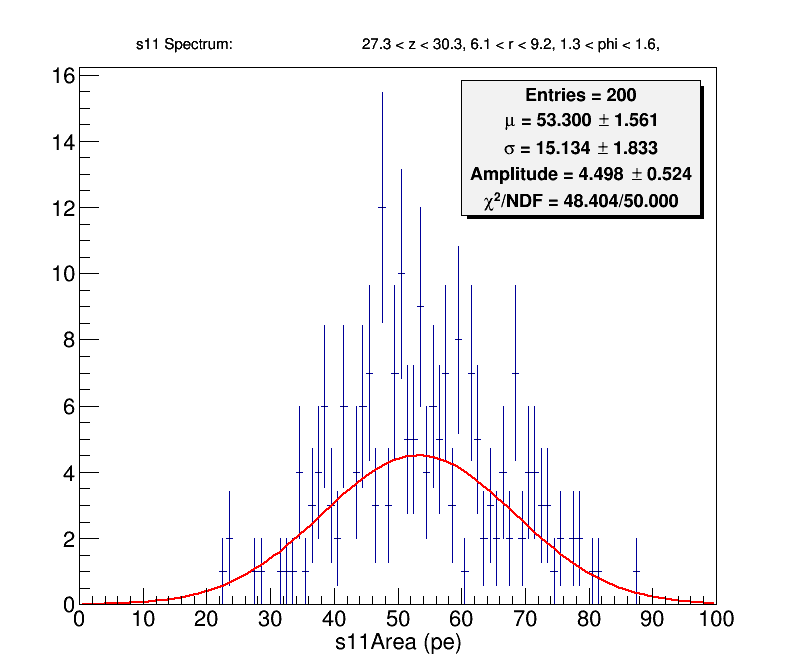 s11 Spectrum: 27.3 < z < 30.3, 6.1 < r < 9.2, 1.3 < phi < 1.6,
Entries = 200
μ = 53.300 ± 1.561
σ = 15.134 ± 1.833
Amplitude = 4.498 ± 0.524
χ²/NDF = 48.404/50.000
16
14
12
10
8
6
4
2
0
0 10 20 30 40 50 60 70 80 90 100
s11Area (pe)